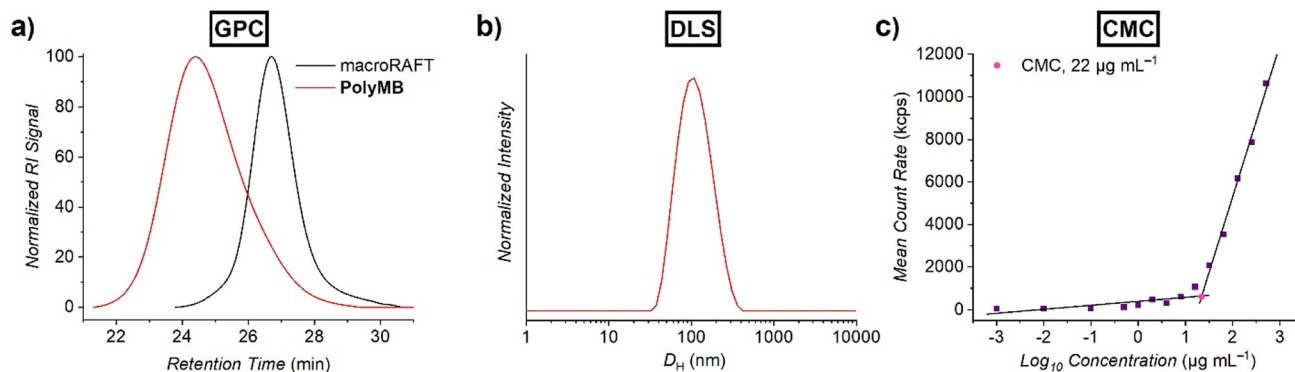 a)
GPC
100
80
60
40
20
0
Normalized RI Signal
macroRAFT
PolyMB
22 24 26 28 30
Retention Time (min)
b)
DLS
Normalized Intensity
1 10 100 1000 10000
D_H (nm)
c)
CMC
12000
10000
8000
6000
4000
2000
0
Mean Count Rate (kcps)
CMC, 22 µg mL⁻¹
-3 -2 -1 0 1 2 3
Log₁₀ Concentration (µg mL⁻¹)